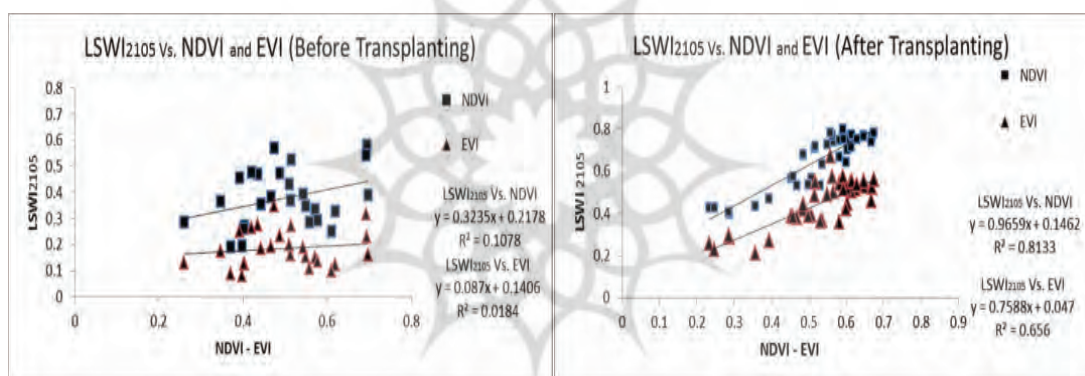 LSWI2105 Vs. NDVI and EVI (Before Transplanting)
LSWI2105
0.8
0.7
0.6
0.5
0.4
0.3
0.2
0.1
0
0 0.2 0.4 0.6 0.8
NDVI - EVI
NDVI
EVI
LSWI2105 Vs. NDVI
y = 0.3235x + 0.2178
R² = 0.1078
LSWI2105 Vs. EVI
y = 0.087x + 0.1406
R² = 0.0184
LSWI2105 Vs. NDVI and EVI (After Transplanting)
LSWI 2105
1
0.8
0.6
0.4
0.2
0
0 0.1 0.2 0.3 0.4 0.5 0.6 0.7 0.8 0.9
NDVI - EVI
NDVI
EVI
LSWI2105 Vs. NDVI
y = 0.9659x + 0.1462
R² = 0.8133
LSWI2105 Vs. EVI
y = 0.7588x + 0.047
R² = 0.656